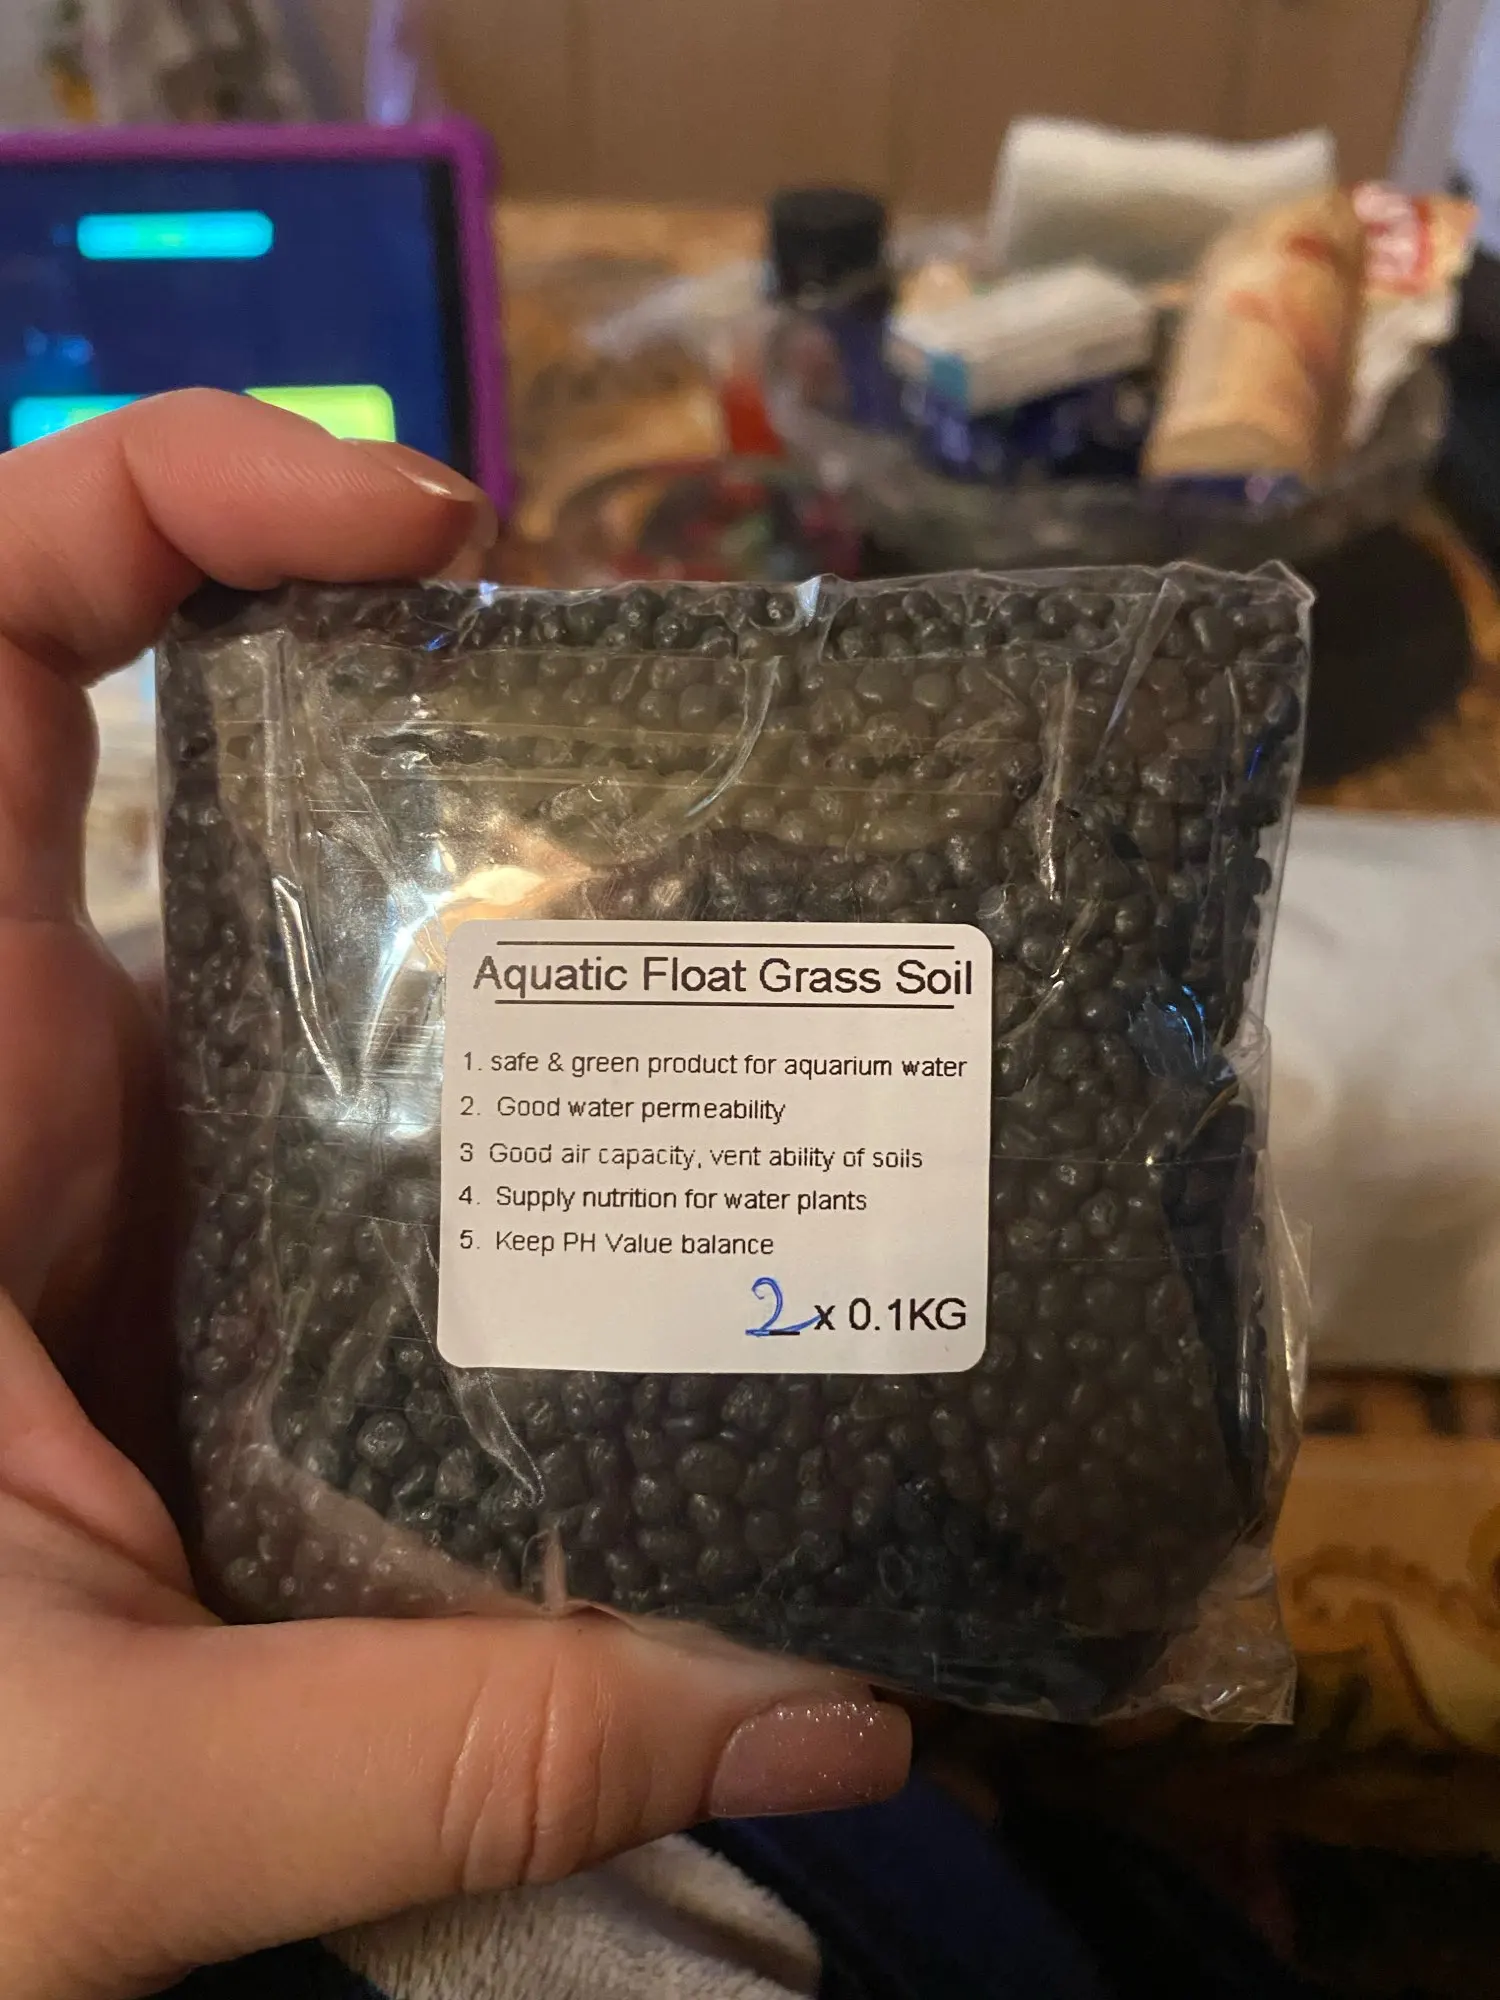 Aquatic Float Grass Soil
1. safe & green product for aquarium water
2. Good water permeability
3 Good air capacity, vent ability of soils
4. Supply nutrition for water plants
5. Keep PH Value balance
2 x 0.1KG